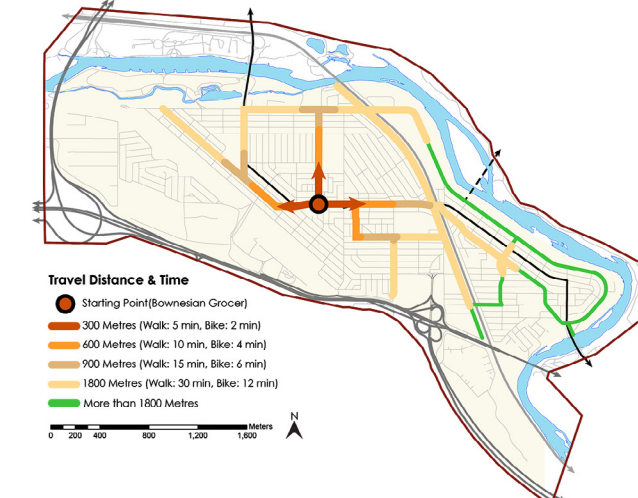 Travel Distance & Time
Starting Point(Bownesian Grocer)
300 Metres (Walk: 5 min, Bike: 2 min)
600 Metres (Walk: 10 min, Bike: 4 min)
900 Metres (Walk: 15 min, Bike: 6 min)
1800 Metres (Walk: 30 min, Bike: 12 min)
More than 1800 Metres
Meters
0 200 400 800 1,200 1,600
N